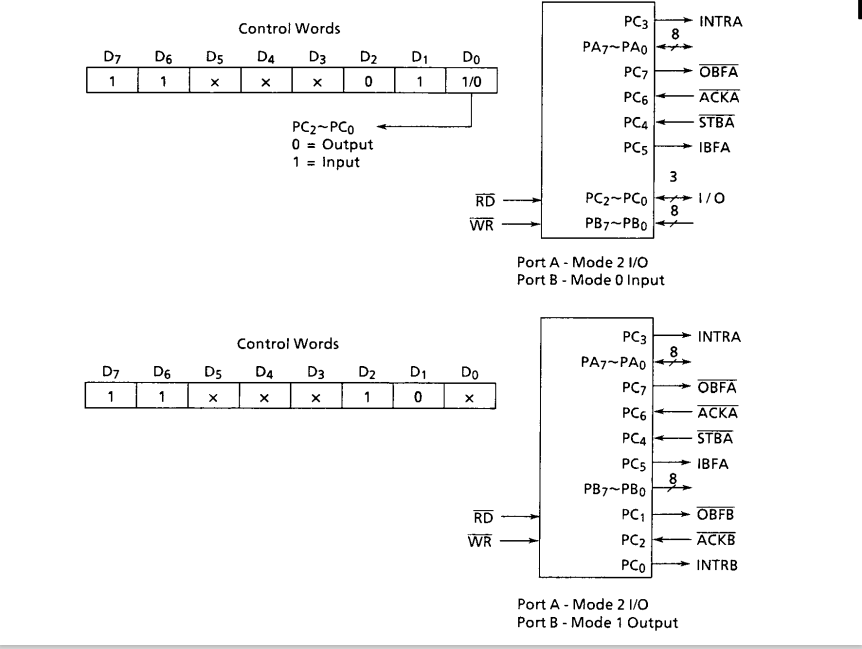 Control Words
D7 D6 D5 D4 D3 D2 D1 D0
1 1 × × × 0 1 1/0
PC2~PC0
0 = Output
1 = Input
PC3 INTRA
8
PA7~PA0
PC7 OBFA
PC6 ACKA
PC4 STBA
PC5 IBFA
3
RD PC2~PC0 I/O
8
WR PB7~PB0
Port A - Mode 2 I/O
Port B - Mode 0 Input
Control Words
D7 D6 D5 D4 D3 D2 D1 D0
1 1 × × × 1 0 ×
PC3 INTRA
8
PA7~PA0
PC7 OBFA
PC6 ACKA
PC4 STBA
PC5 IBFA
8
PB7~PB0
RD PC1 OBFB
WR PC2 ACKB
PC0 INTRB
Port A - Mode 2 I/O
Port B - Mode 1 Output